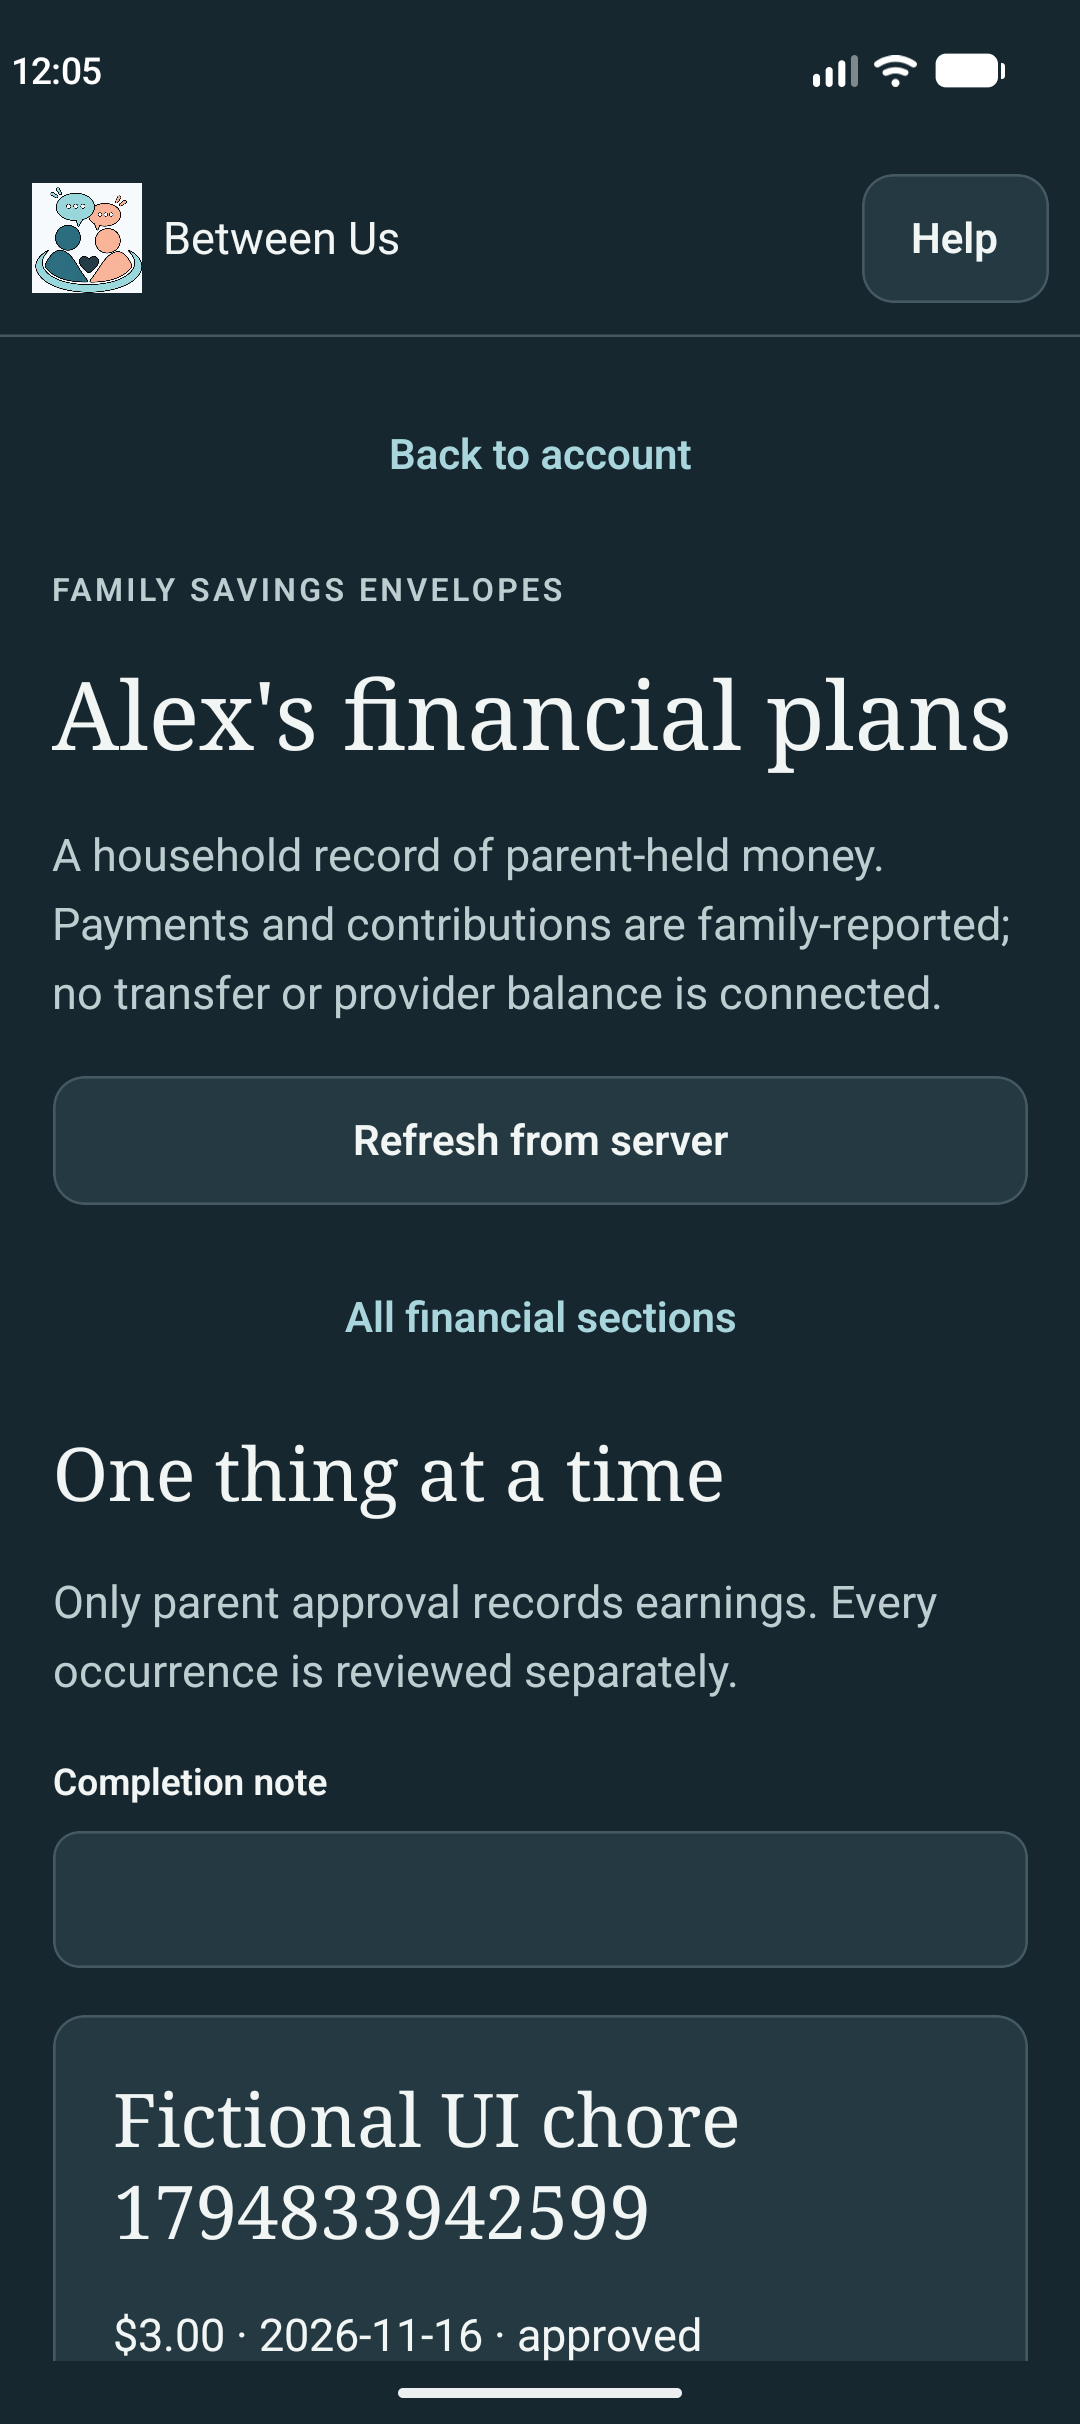 12:05
Between Us
Help
Back to account
FAMILY SAVINGS ENVELOPES
Alex's financial plans
A household record of parent-held money.
Payments and contributions are family-reported;
no transfer or provider balance is connected.
Refresh from server
All financial sections
One thing at a time
Only parent approval records earnings. Every
occurrence is reviewed separately.
Completion note
Fictional UI chore
1794833942599
$3.00 · 2026-11-16 · approved